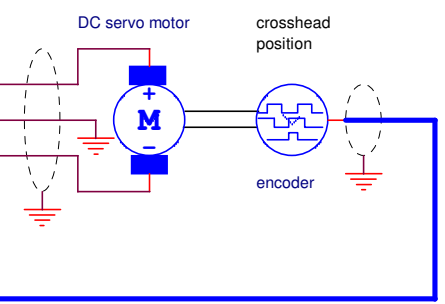 DC servo motor
crosshead
position
+
M
−
encoder